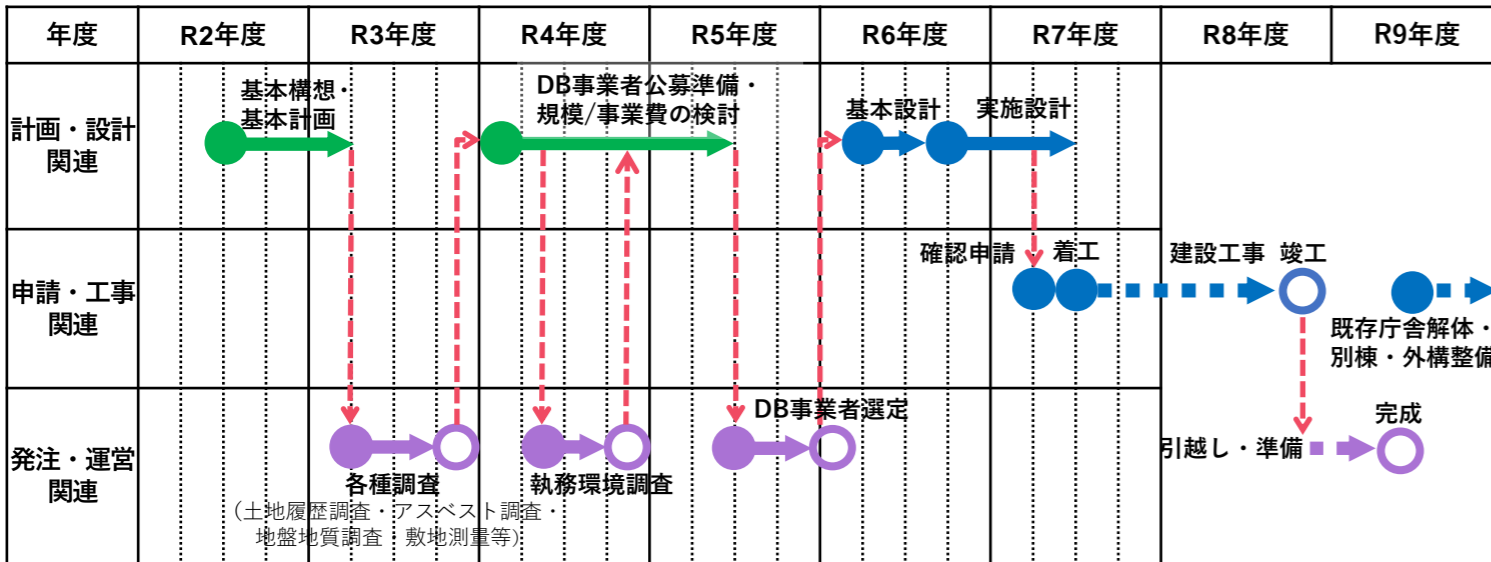 年度
R2年度
R3年度
R4年度
R5年度
R6年度
R7年度
R8年度
R9年度
計画・設計
関連
基本構想・
基本計画
DB事業者公募準備・
規模/事業費の検討
基本設計
実施設計
申請・工事
関連
確認申請
着工
建設工事
竣工
既存庁舎解体・
別棟・外構整備
発注・運営
関連
各種調査
(土地履歴調査・アスベスト調査・
地盤地質調査・敷地測量等)
執務環境調査
DB事業者選定
引越し・準備
完成